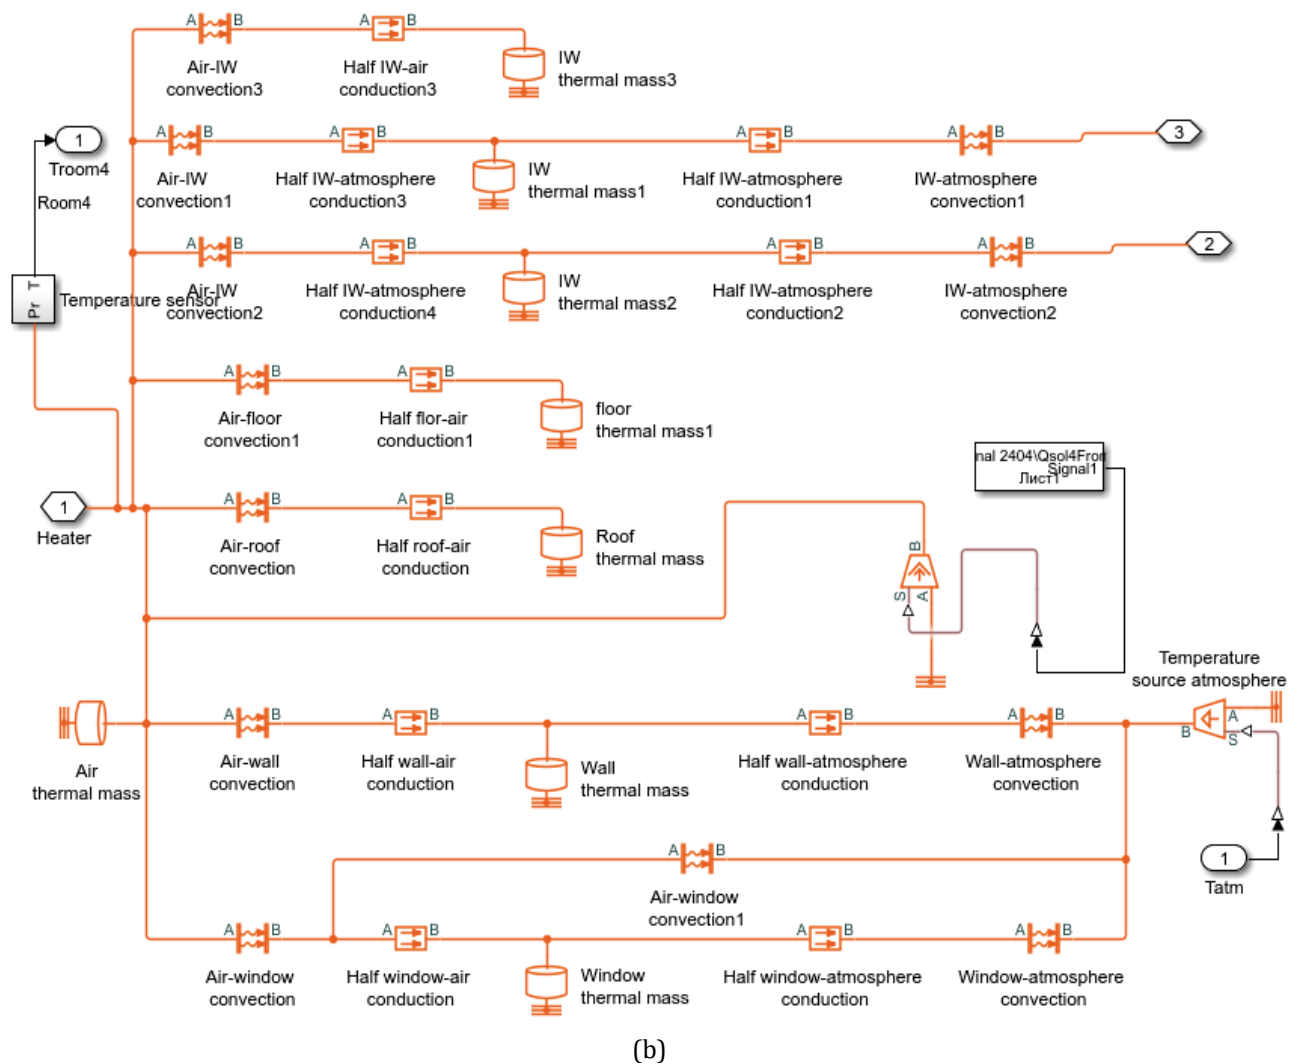 A B A B
Air-IW
convection3
Half IW-air
conduction3
IW
thermal mass3
1
Troom4
A B A B A B A B
3
Air-IW
convection1
Half IW-atmosphere
conduction3
IW
thermal mass1
Half IW-atmosphere
conduction1
IW-atmosphere
convection1
Room4
A B A B A B A B
2
Pr T
Temperature sensor
Air-IW
convection2
Half IW-atmosphere
conduction4
IW
thermal mass2
Half IW-atmosphere
conduction2
IW-atmosphere
convection2
A B A B
Air-floor
convection1
Half flor-air
conduction1
floor
thermal mass1
nal 2404\Qsol4Fron
Signal1
Лист1
1
Heater
A B A B
Air-roof
convection
Half roof-air
conduction
Roof
thermal mass
B
S A
Temperature
source atmosphere
A
B
S
Air
thermal mass
A B A B A B A B
Air-wall
convection
Half wall-air
conduction
Wall
thermal mass
Half wall-atmosphere
conduction
Wall-atmosphere
convection
A B
Air-window
convection1
1
Tatm
A B A B A B A B
Air-window
convection
Half window-air
conduction
Window
thermal mass
Half window-atmosphere
conduction
Window-atmosphere
convection
(b)